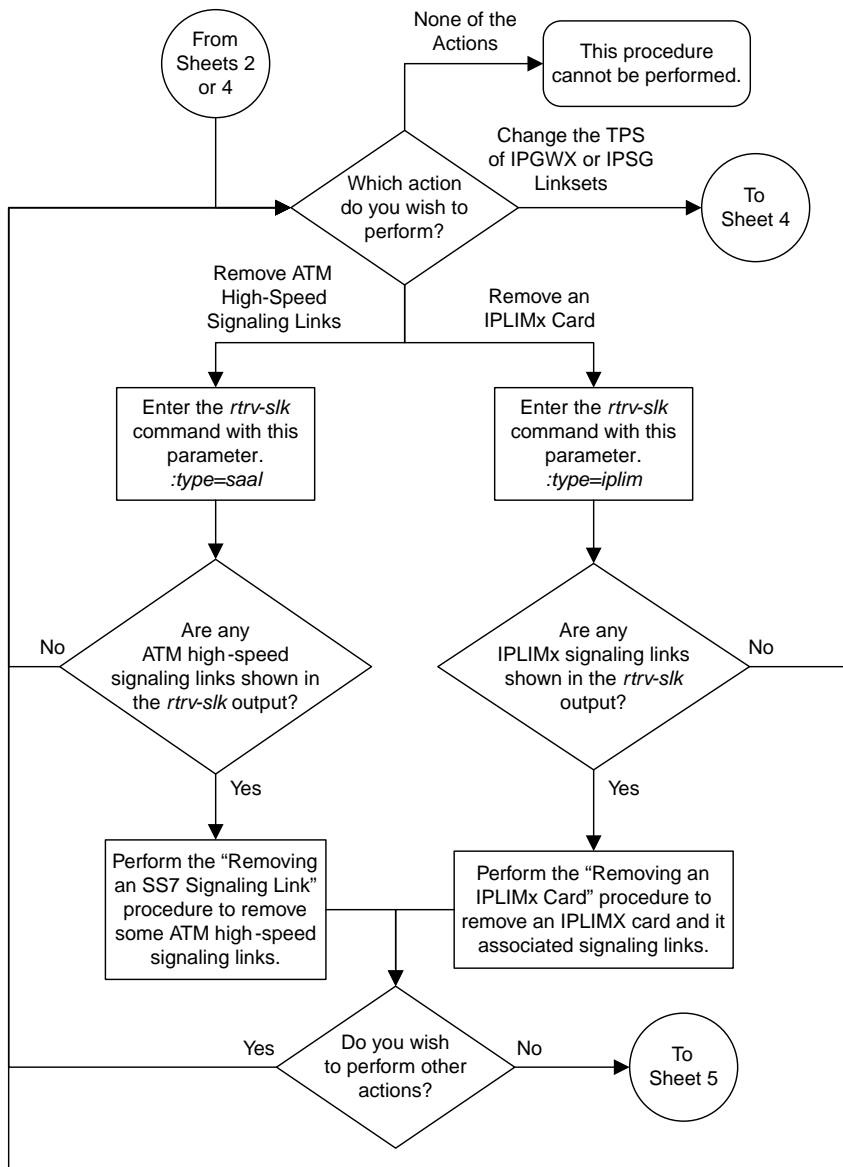 From
Sheets 2
or 4
None of the
Actions
This procedure
cannot be performed.
Which action
do you wish to
perform?
Change the TPS
of IPGWX or IPSG
Linksets
To
Sheet 4
Remove ATM
High-Speed
Signaling Links
Remove an
IPLIMx Card
Enter the rtrv-slk
command with this
parameter.
:type=saal
Enter the rtrv-slk
command with this
parameter.
:type=iplim
No
Are any
ATM high-speed
signaling links shown in
the rtrv-slk output?
Are any
IPLIMx signaling links
shown in the rtrv-slk
output?
No
Yes
Yes
Perform the “Removing
an SS7 Signaling Link”
procedure to remove
some ATM high-speed
signaling links.
Perform the “Removing an
IPLIMx Card” procedure to
remove an IPLIMX card and it
associated signaling links.
Yes
Do you wish
to perform other
actions?
No
To
Sheet 5